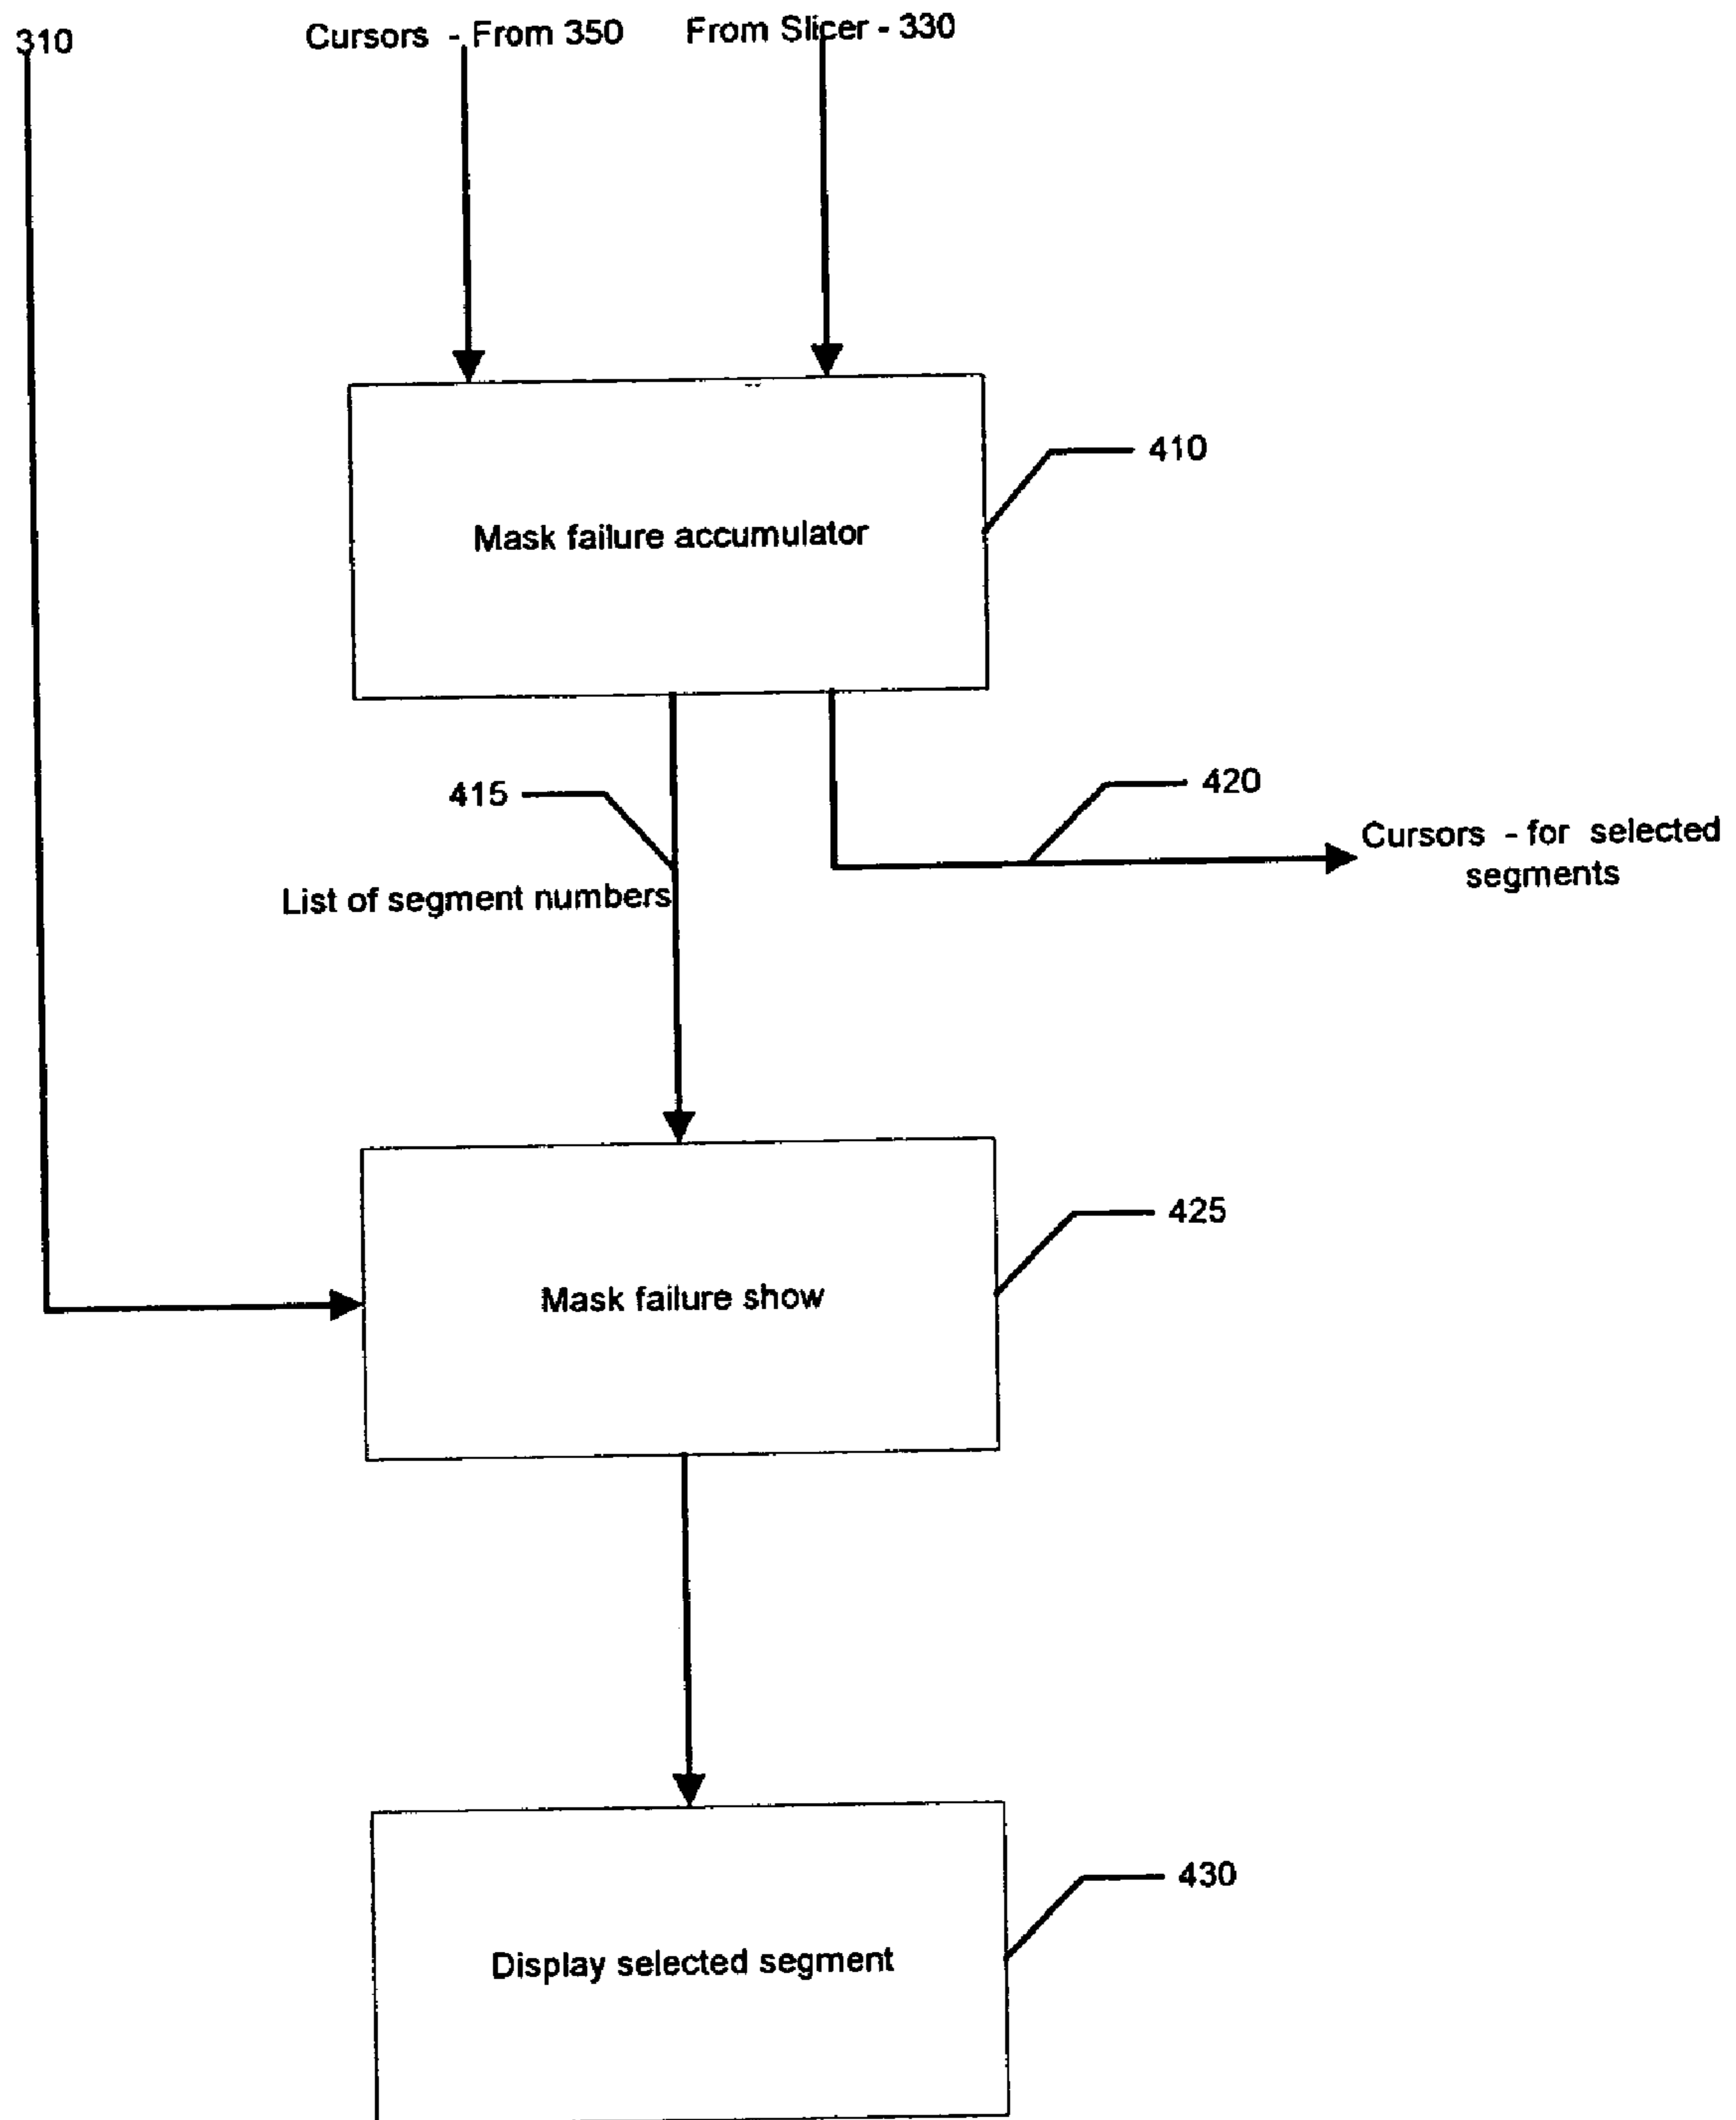 310
Cursors - From 350
From Slicer - 330
410
Mask failure accumulator
415
420
Cursors - for selected
segments
List of segment numbers
425
Mask failure show
430
Display selected segment